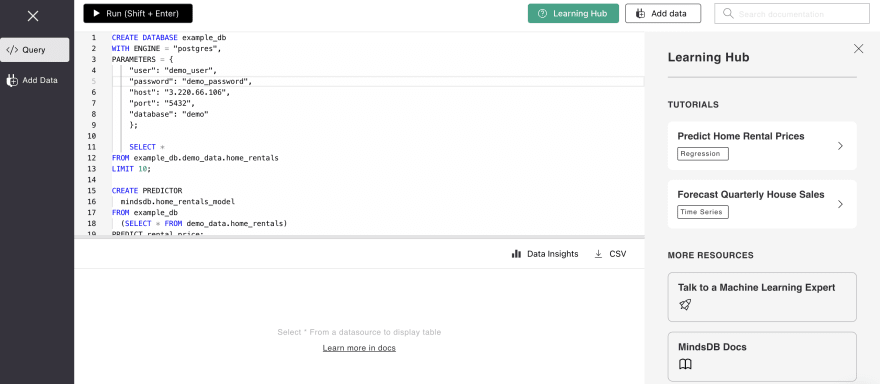 Run (Shift + Enter)
Learning Hub
Add data
Search documentation
Query
Add Data
1 CREATE DATABASE example_db
2 WITH ENGINE = "postgres",
3 PARAMETERS = {
4 "user": "demo_user",
5 "password": "demo_password",
6 "host": "3.220.66.106",
7 "port": "5432",
8 "database": "demo"
9 };
10
11 SELECT *
12 FROM example_db.demo_data.home_rentals
13 LIMIT 10;
14
15 CREATE PREDICTOR
16 mindsdb.home_rentals_model
17 FROM example_db
18 (SELECT * FROM demo_data.home_rentals)
19 PREDICT rental_price;
Data Insights
CSV
Select * From a datasource to display table
Learn more in docs
Learning Hub
TUTORIALS
Predict Home Rental Prices
Regression
Forecast Quarterly House Sales
Time Series
MORE RESOURCES
Talk to a Machine Learning Expert
MindsDB Docs